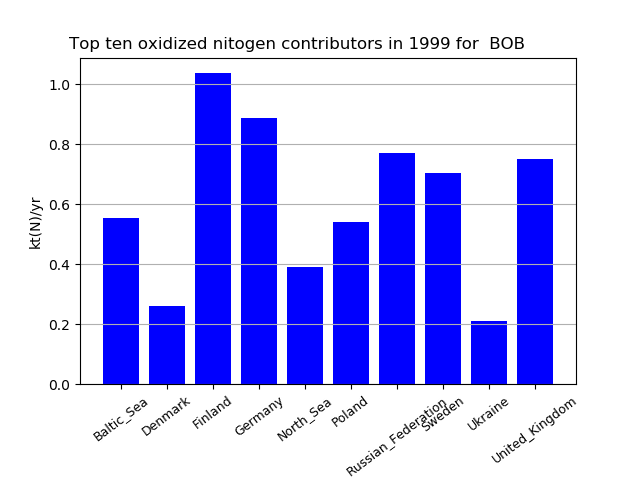 Top ten oxidized nitogen contributors in 1999 for  BOB
kt(N)/yr
1.0
0.8
0.6
0.4
0.2
0.0
Baltic_Sea
Denmark
Finland
Germany
North_Sea
Poland
Russian_Federation
Sweden
Ukraine
United_Kingdom